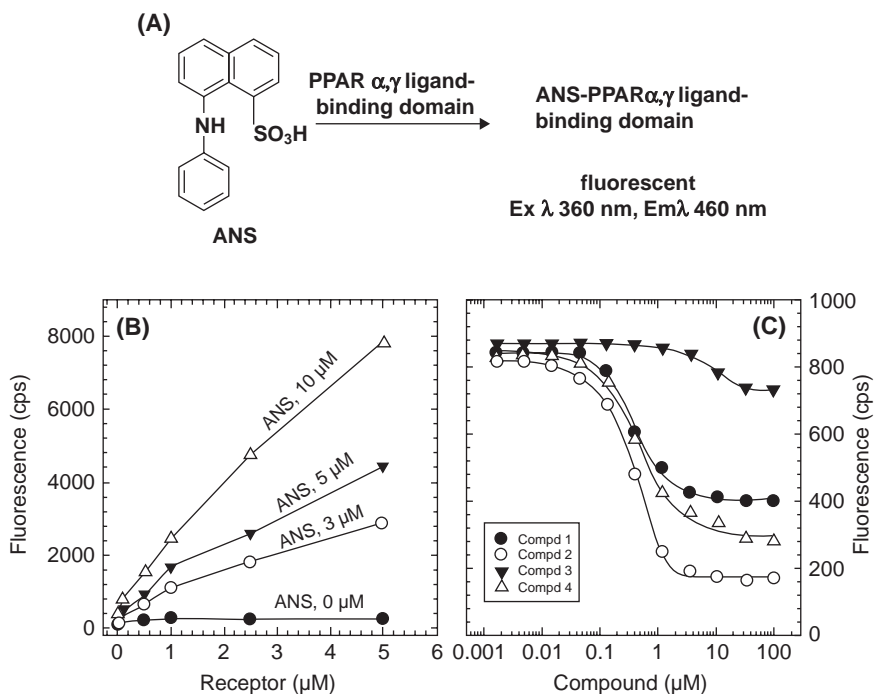 (A)
NH
SO3H
ANS
PPAR α,γ ligand-
binding domain
ANS-PPARα,γ ligand-
binding domain
fluorescent
Ex λ 360 nm, Emλ 460 nm
(B)
Fluorescence (cps)
8000
6000
4000
2000
0
ANS, 10 μM
ANS, 5 μM
ANS, 3 μM
ANS, 0 μM
0 1 2 3 4 5 6
Receptor (μM)
(C)
Compd 1
Compd 2
Compd 3
Compd 4
1000
800
600
400
200
0
Fluorescence (cps)
0.001 0.01 0.1 1 10 100
Compound (μM)